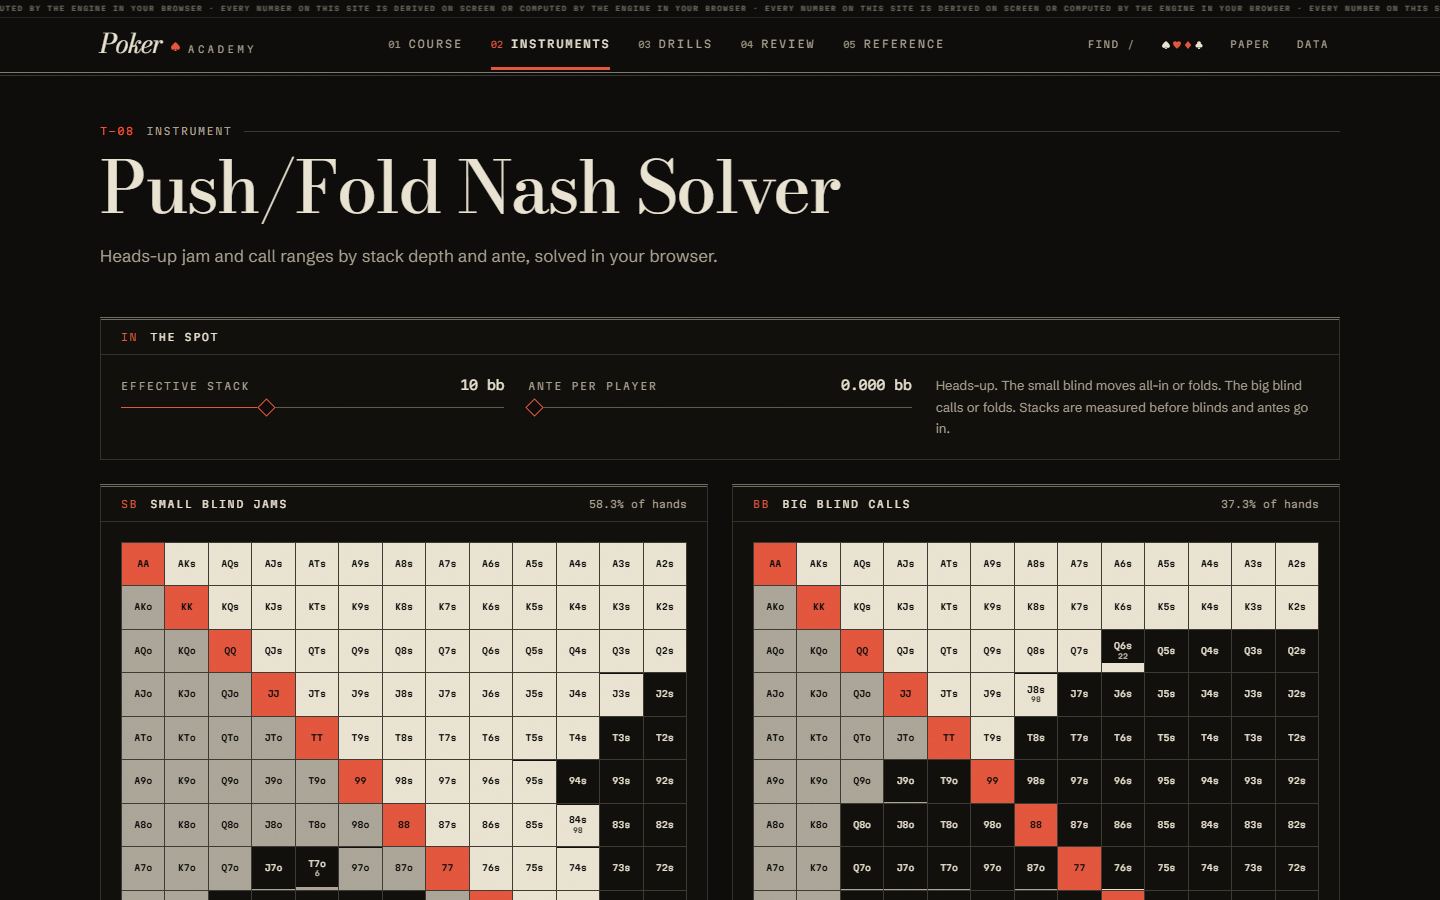 UTED BY THE ENGINE IN YOUR BROWSER · EVERY NUMBER ON THIS SITE IS DERIVED ON SCREEN OR COMPUTED BY THE ENGINE IN YOUR BROWSER · EVERY NUMBER ON THIS SITE IS DERIVED ON SCREEN OR COMPUTED BY THE ENGINE IN YOUR BROWSER · EVERY NUMBER ON THIS S
Poker ♠ ACADEMY 01 COURSE 02 INSTRUMENTS 03 DRILLS 04 REVIEW 05 REFERENCE FIND / ♠♥♦♣ PAPER DATA
T-08 INSTRUMENT
Push/Fold Nash Solver
Heads-up jam and call ranges by stack depth and ante, solved in your browser.
IN THE SPOT
EFFECTIVE STACK 10 bb
ANTE PER PLAYER 0.000 bb
Heads-up. The small blind moves all-in or folds. The big blind
calls or folds. Stacks are measured before blinds and antes go
in.
SB SMALL BLIND JAMS 58.3% of hands
AA AKs AQs AJs ATs A9s A8s A7s A6s A5s A4s A3s A2s
AKo KK KQs KJs KTs K9s K8s K7s K6s K5s K4s K3s K2s
AQo KQo QQ QJs QTs Q9s Q8s Q7s Q6s Q5s Q4s Q3s Q2s
AJo KJo QJo JJ JTs J9s J8s J7s J6s J5s J4s J3s J2s
ATo KTo QTo JTo TT T9s T8s T7s T6s T5s T4s T3s T2s
A9o K9o Q9o J9o T9o 99 98s 97s 96s 95s 94s 93s 92s
A8o K8o Q8o J8o T8o 98o 88 87s 86s 85s 84s 83s 82s
98
A7o K7o Q7o J7o T7o 97o 87o 77 76s 75s 74s 73s 72s
6
BB BIG BLIND CALLS 37.3% of hands
AA AKs AQs AJs ATs A9s A8s A7s A6s A5s A4s A3s A2s
AKo KK KQs KJs KTs K9s K8s K7s K6s K5s K4s K3s K2s
AQo KQo QQ QJs QTs Q9s Q8s Q7s Q6s Q5s Q4s Q3s Q2s
22
AJo KJo QJo JJ JTs J9s J8s J7s J6s J5s J4s J3s J2s
98
ATo KTo QTo JTo TT T9s T8s T7s T6s T5s T4s T3s T2s
A9o K9o Q9o J9o T9o 99 98s 97s 96s 95s 94s 93s 92s
A8o K8o Q8o J8o T8o 98o 88 87s 86s 85s 84s 83s 82s
A7o K7o Q7o J7o T7o 97o 87o 77 76s 75s 74s 73s 72s